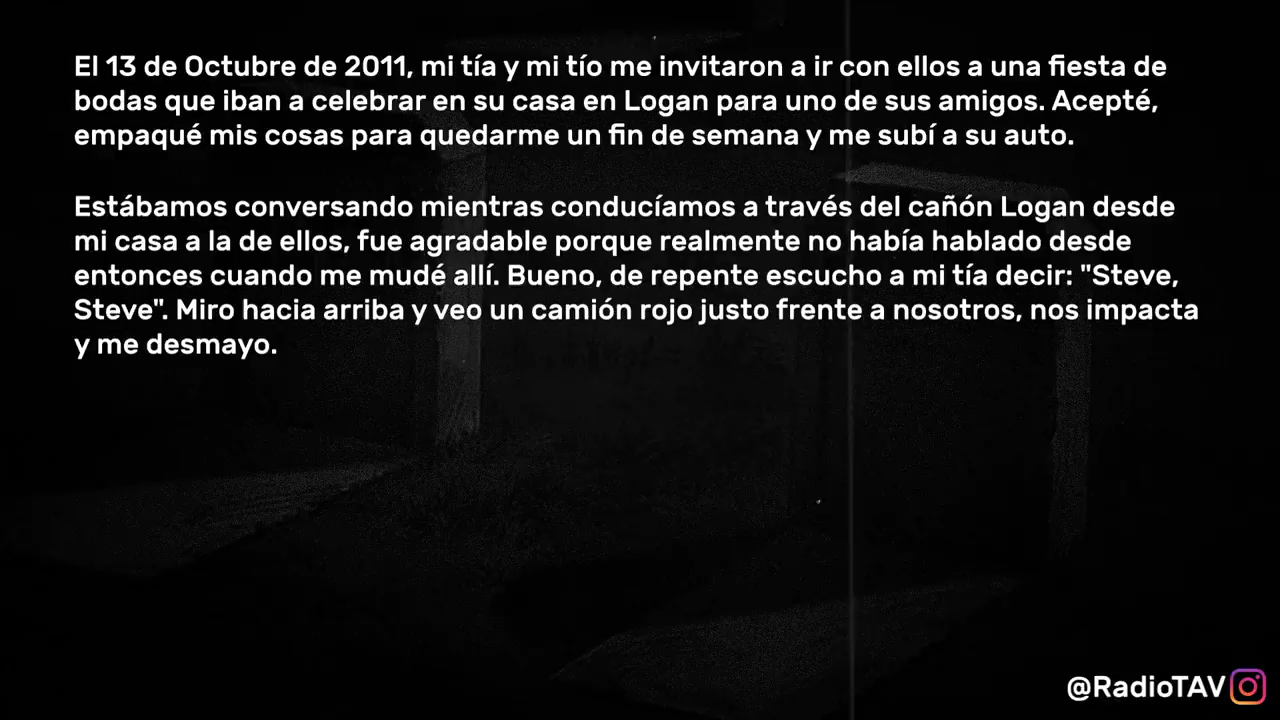 El 13 de Octubre de 2011, mi tía y mi tío me invitaron a ir con ellos a una fiesta de
bodas que iban a celebrar en su casa en Logan para uno de sus amigos. Acepté,
empaqué mis cosas para quedarme un fin de semana y me subí a su auto.
Estábamos conversando mientras conducíamos a través del cañón Logan desde
mi casa a la de ellos, fue agradable porque realmente no había hablado desde
entonces cuando me mudé allí. Bueno, de repente escucho a mi tía decir: "Steve,
Steve". Miro hacia arriba y veo un camión rojo justo frente a nosotros, nos impacta
y me desmayo.
@RadioTAV